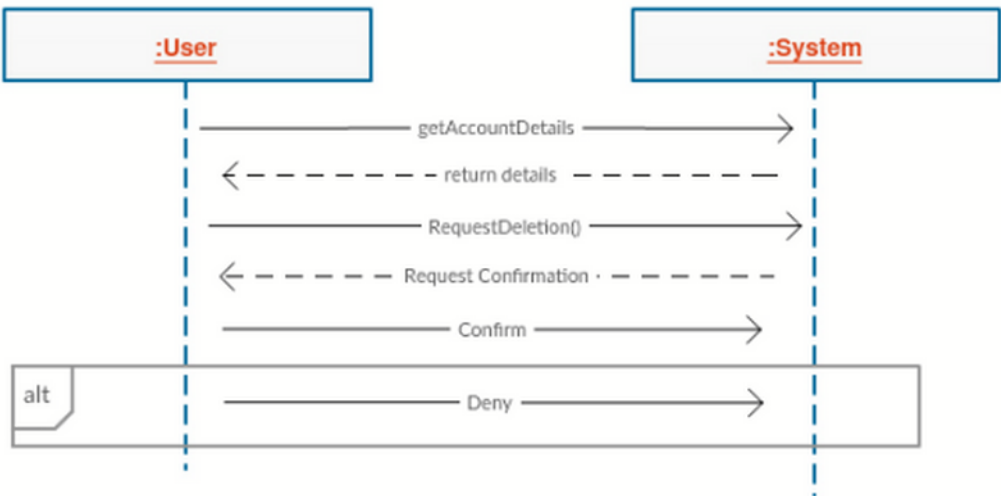 :User
:System
getAccountDetails
return details
RequestDeletion()
Request Confirmation
Confirm
alt
Deny